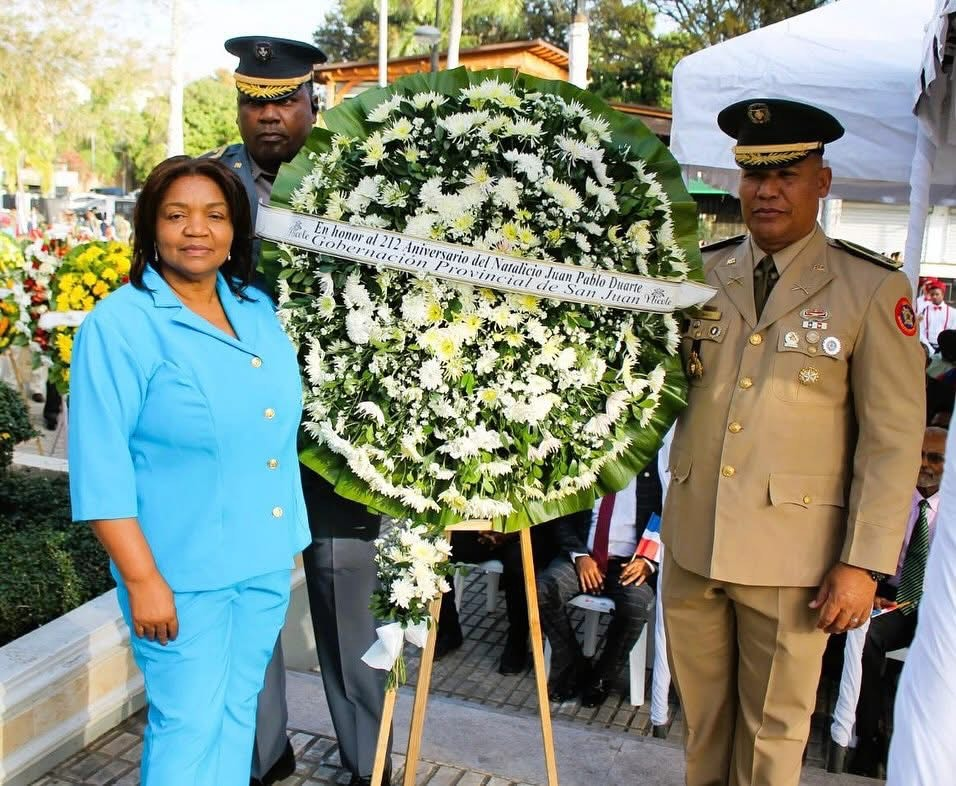 En honor al 212 Aniversario del Natalicio Juan Pablo Duarte
Gobernación Provincial de San Juan